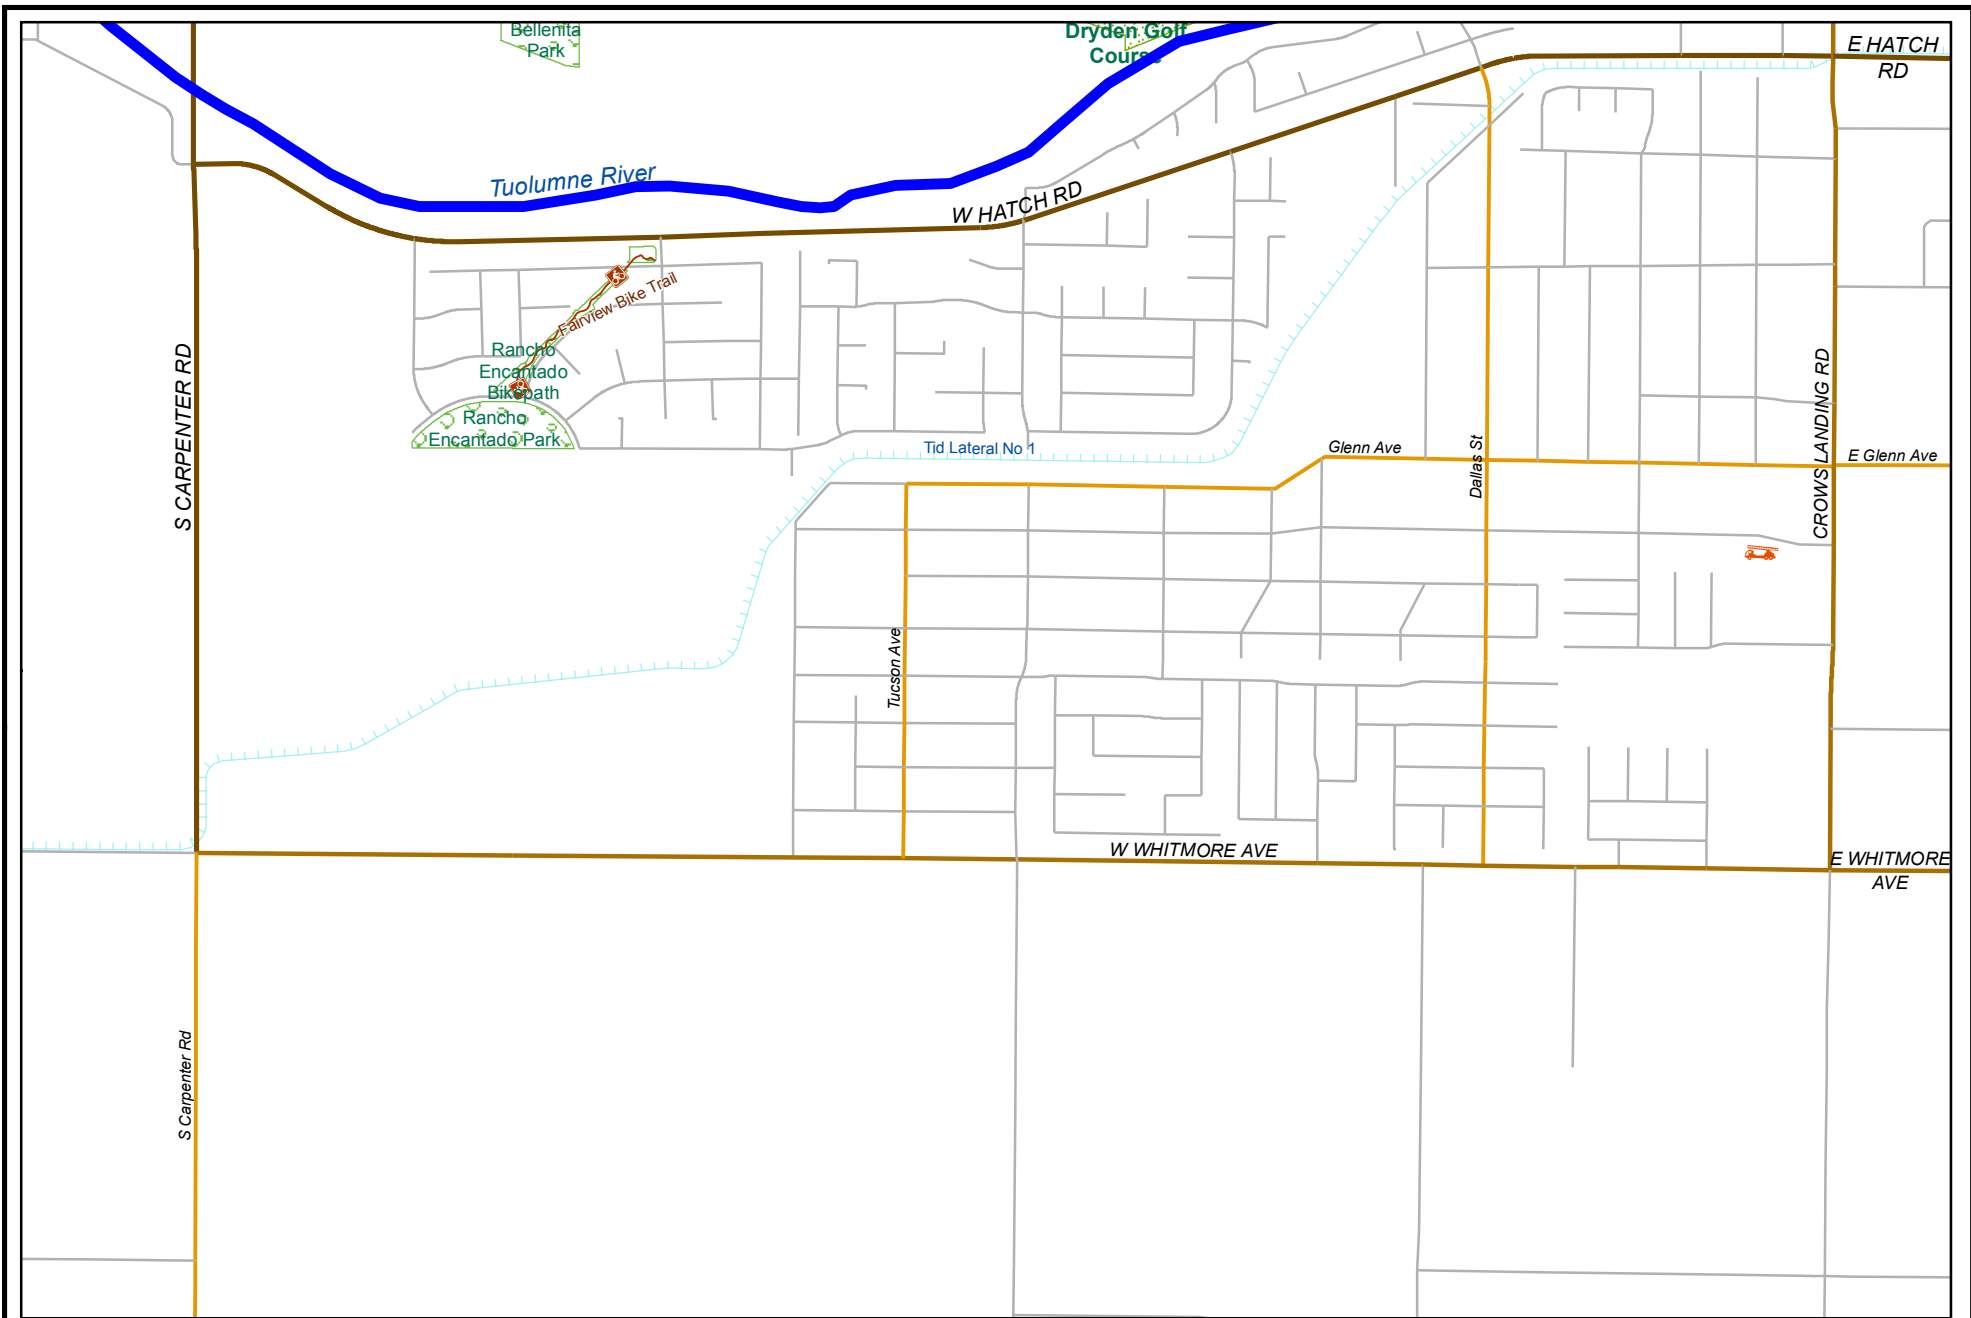 Bellenita
Park
Dryden Golf
Course
E HATCH
RD
Tuolumne River
W HATCH RD
Fairview Bike Trail
Rancho
Encantado
Bikepath
Rancho
Encantado Park
S CARPENTER RD
CROWS LANDING RD
Tid Lateral No 1
Glenn Ave
Dallas St
E Glenn Ave
Tucson Ave
W WHITMORE AVE
E WHITMORE
AVE
S Carpenter Rd